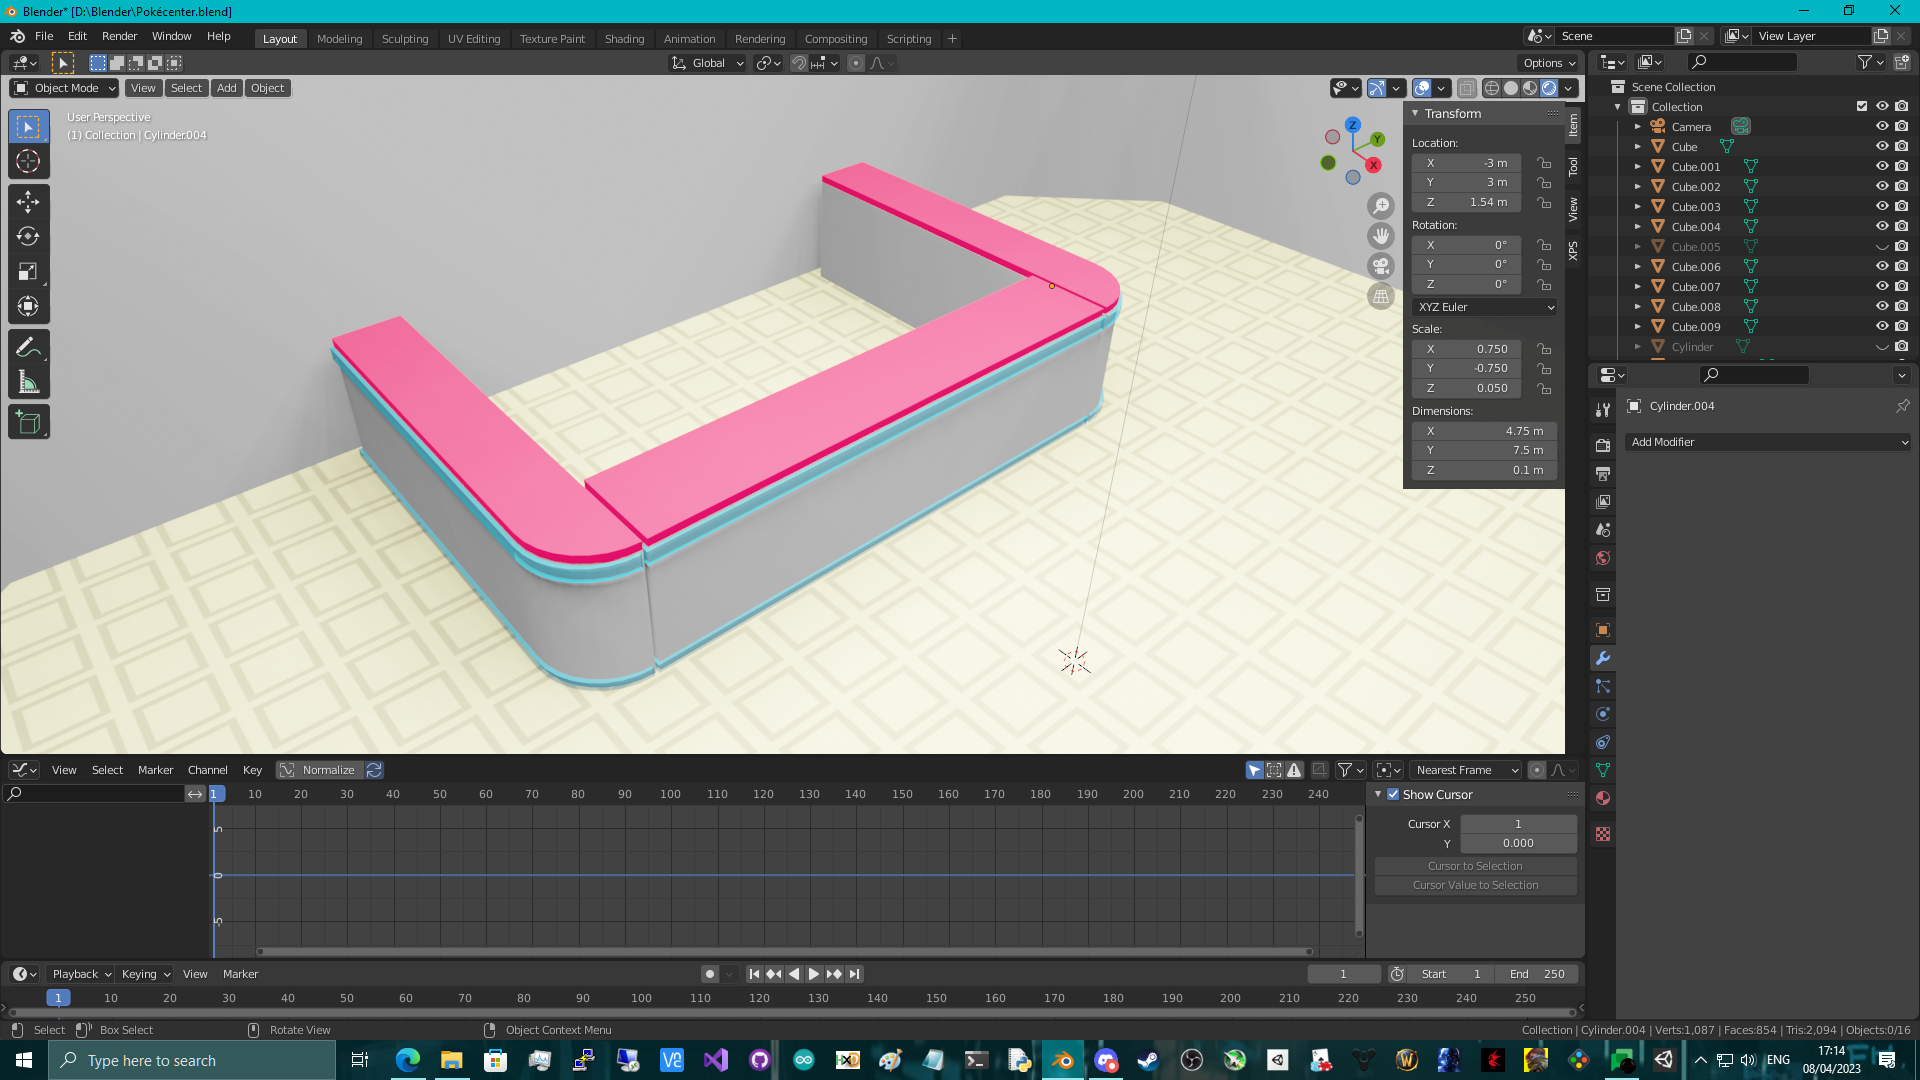 Blender* [D:\Blender\Pokécenter.blend]
File Edit Render Window Help Layout Modeling Sculpting UV Editing Texture Paint Shading Animation Rendering Compositing Scripting Scene View Layer
Global Options
Object Mode View Select Add Object
User Perspective
(1) Collection | Cylinder.004
Z
Y
X
Transform
Location:
X -3 m
Y 3 m
Z 1.54 m
Rotation:
X 0°
Y 0°
Z 0°
XYZ Euler
Scale:
X 0.750
Y -0.750
Z 0.050
Dimensions:
X 4.75 m
Y 7.5 m
Z 0.1 m
Item
Tool
View
XPS
Scene Collection
Collection
Camera
Cube
Cube.001
Cube.002
Cube.003
Cube.004
Cube.005
Cube.006
Cube.007
Cube.008
Cube.009
Cylinder
Cylinder.004
Add Modifier
View Select Marker Channel Key Normalize Nearest Frame
1 10 20 30 40 50 60 70 80 90 100 110 120 130 140 150 160 170 180 190 200 210 220 230 240
5
0
-5
Show Cursor
Cursor X 1
Y 0.000
Cursor to Selection
Cursor Value to Selection
Playback Keying View Marker 1 Start 1 End 250
1 10 20 30 40 50 60 70 80 90 100 110 120 130 140 150 160 170 180 190 200 210 220 230 240 250
Select Box Select Rotate View Object Context Menu Collection | Cylinder.004 | Verts:1,087 | Faces:854 | Tris:2,094 | Objects:0/16
Type here to search ENG 17:14
08/04/2023